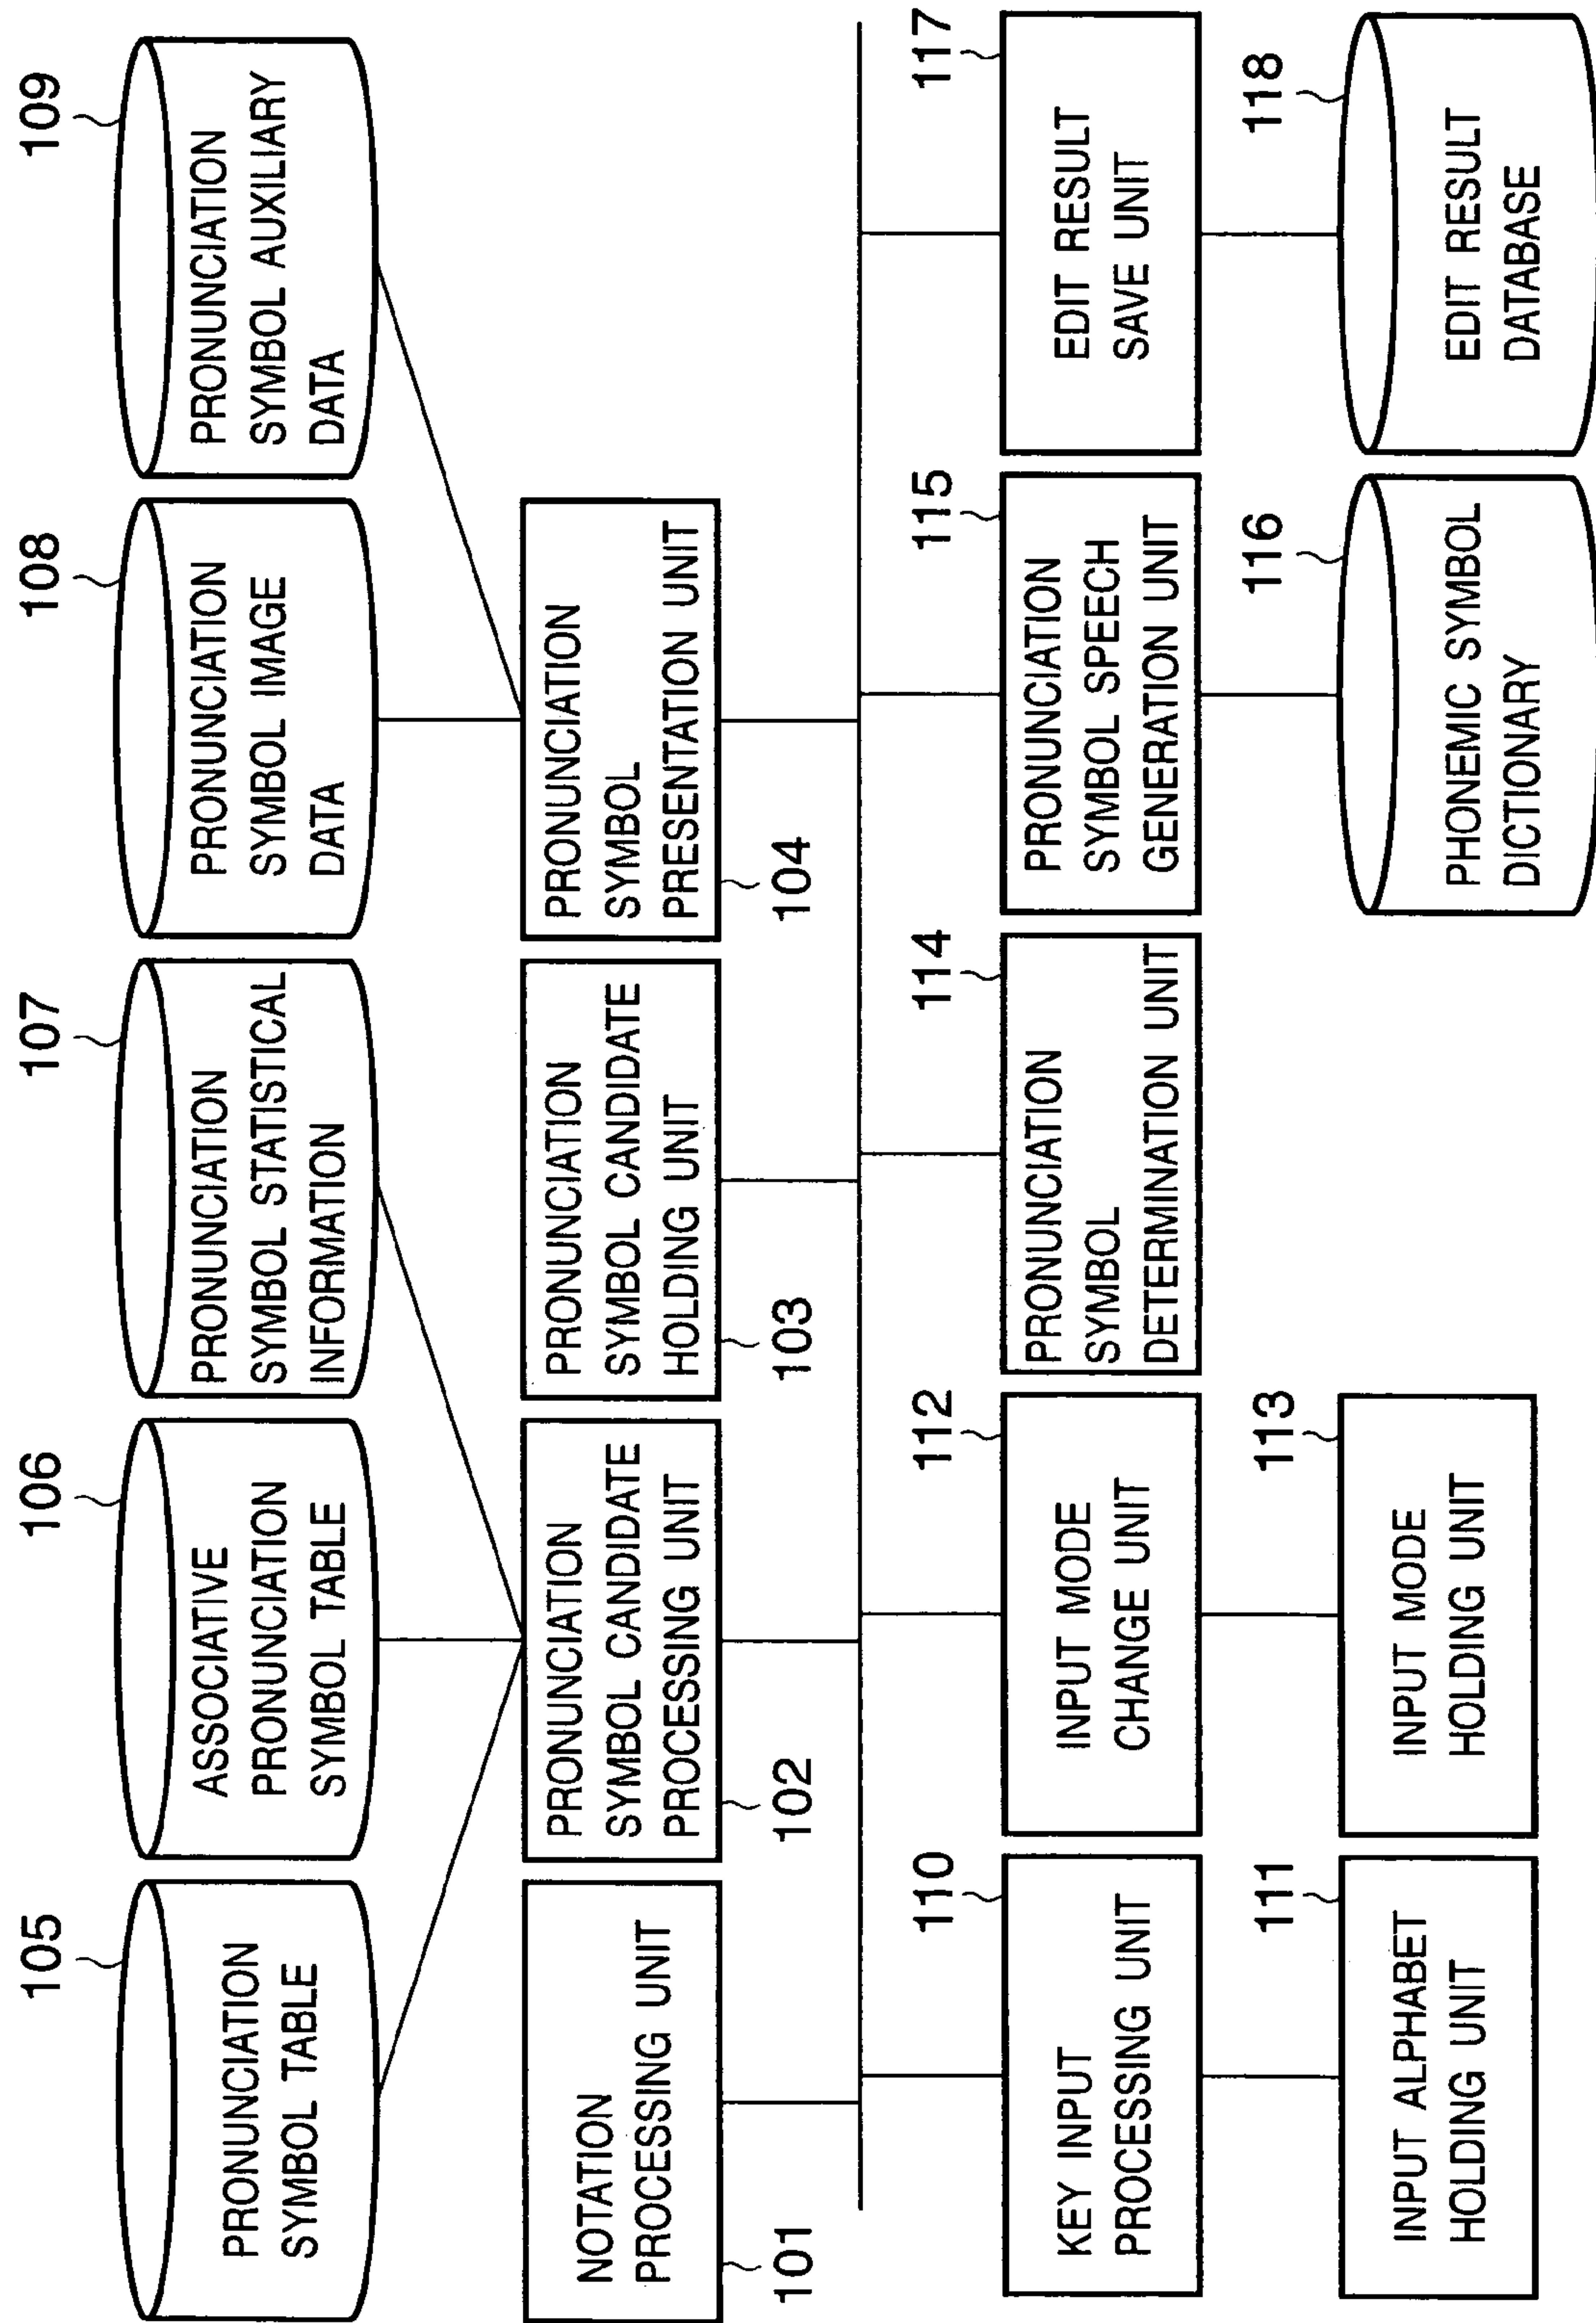 105
PRONUNCIATION
SYMBOL TABLE
106
ASSOCIATIVE
PRONUNCIATION
SYMBOL TABLE
107
PRONUNCIATION
SYMBOL STATISTICAL
INFORMATION
108
PRONUNCIATION
SYMBOL IMAGE
DATA
109
PRONUNCIATION
SYMBOL AUXILIARY
DATA
NOTATION
PROCESSING UNIT
101
PRONUNCIATION
SYMBOL CANDIDATE
PROCESSING UNIT
102
PRONUNCIATION
SYMBOL CANDIDATE
HOLDING UNIT
103
PRONUNCIATION
SYMBOL
PRESENTATION UNIT
104
110
KEY INPUT
PROCESSING UNIT
112
INPUT MODE
CHANGE UNIT
114
PRONUNCIATION
SYMBOL
DETERMINATION UNIT
115
PRONUNCIATION
SYMBOL SPEECH
GENERATION UNIT
117
EDIT RESULT
SAVE UNIT
111
INPUT ALPHABET
HOLDING UNIT
113
INPUT MODE
HOLDING UNIT
116
PHONEMIC SYMBOL
DICTIONARY
118
EDIT RESULT
DATABASE